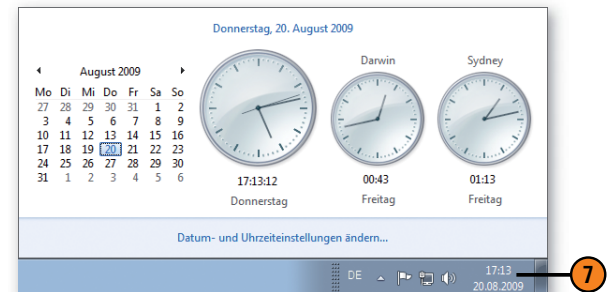 Donnerstag, 20. August 2009
August 2009
Mo Di Mi Do Fr Sa So
27 28 29 30 31 1 2
3 4 5 6 7 8 9
10 11 12 13 14 15 16
17 18 19 20 21 22 23
24 25 26 27 28 29 30
31 1 2 3 4 5 6
17:13:12
Donnerstag
Darwin
00:43
Freitag
Sydney
01:13
Freitag
Datum- und Uhrzeiteinstellungen ändern...
DE
17:13
20.08.2009
7